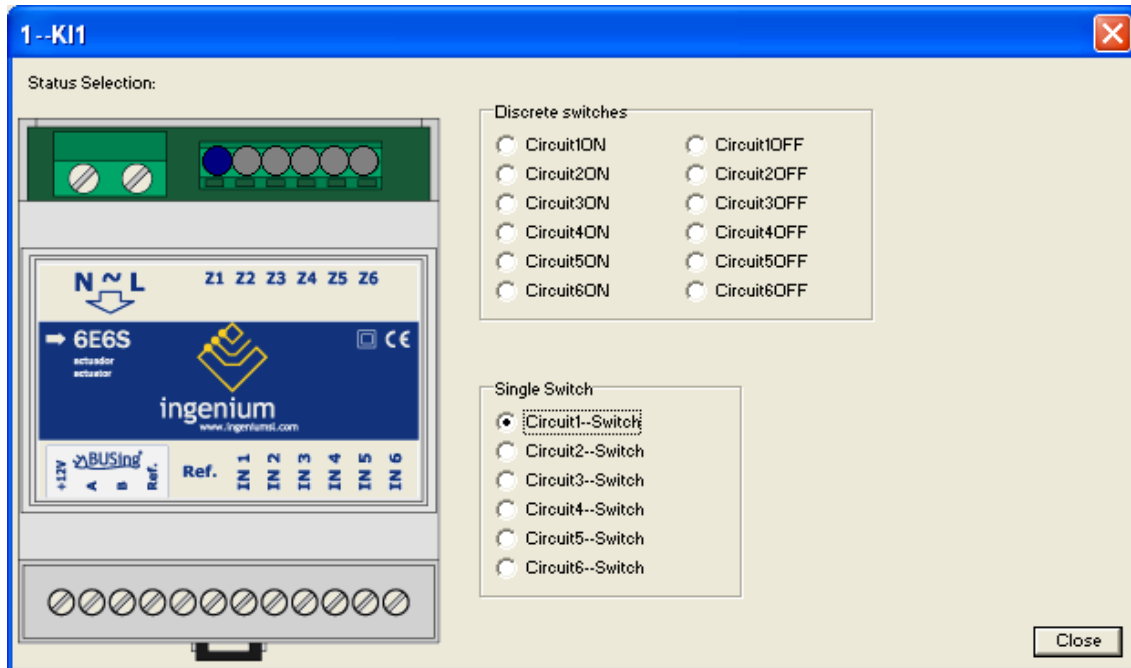 1--KI1
Status Selection:
N ~ L
Z1 Z2 Z3 Z4 Z5 Z6
6E6S
actuador
actuator
CE
ingenium
www.ingeniumsl.com
+12V A B Ref.
BUSing
Ref.
IN 1 IN 2 IN 3 IN 4 IN 5 IN 6
Discrete switches
Circuit1ON Circuit1OFF
Circuit2ON Circuit2OFF
Circuit3ON Circuit3OFF
Circuit4ON Circuit4OFF
Circuit5ON Circuit5OFF
Circuit6ON Circuit6OFF
Single Switch
Circuit1--Switch
Circuit2--Switch
Circuit3--Switch
Circuit4--Switch
Circuit5--Switch
Circuit6--Switch
Close